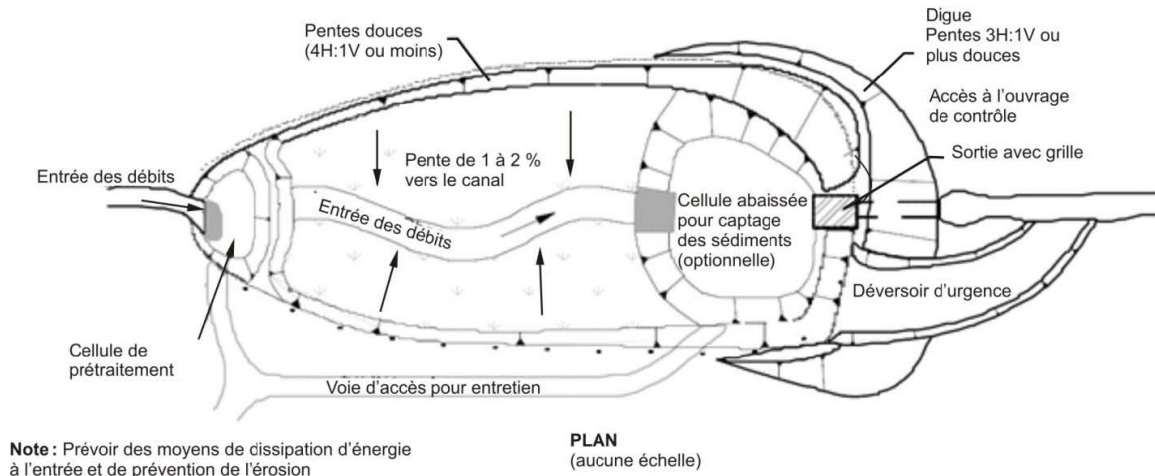 Pentes douces
(4H:1V ou moins)
Digue
Pentes 3H:1V ou
plus douces
Accès à l'ouvrage
de contrôle
Sortie avec grille
Entrée des débits
Pente de 1 à 2 %
vers le canal
Entrée des débits
Cellule abaissée
pour captage
des sédiments
(optionnelle)
Déversoir d'urgence
Cellule de
prétraitement
Voie d'accès pour entretien
Note : Prévoir des moyens de dissipation d'énergie
à l'entrée et de prévention de l'érosion
PLAN
(aucune échelle)